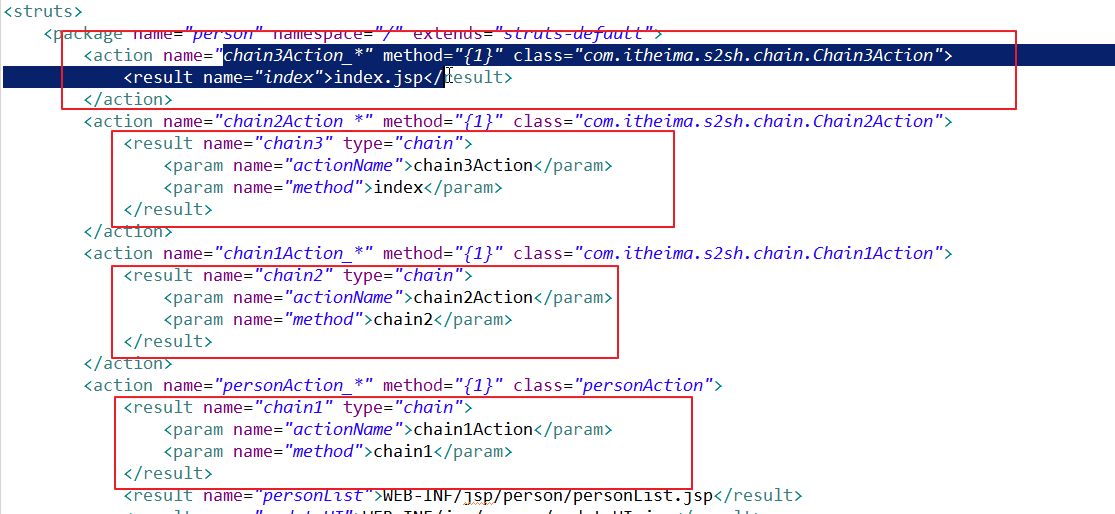 <struts>
<package name="person" namespace="/" extends="struts-default">
<action name="chain3Action_*" method="{1}" class="com.itheima.s2sh.chain.Chain3Action">
<result name="index">index.jsp</result>
</action>
<action name="chain2Action_*" method="{1}" class="com.itheima.s2sh.chain.Chain2Action">
<result name="chain3" type="chain">
<param name="actionName">chain3Action</param>
<param name="method">index</param>
</result>
</action>
<action name="chain1Action_*" method="{1}" class="com.itheima.s2sh.chain.Chain1Action">
<result name="chain2" type="chain">
<param name="actionName">chain2Action</param>
<param name="method">chain2</param>
</result>
</action>
<action name="personAction_*" method="{1}" class="personAction">
<result name="chain1" type="chain">
<param name="actionName">chain1Action</param>
<param name="method">chain1</param>
</result>
<result name="personList">WEB-INF/jsp/person/personList.jsp</result>